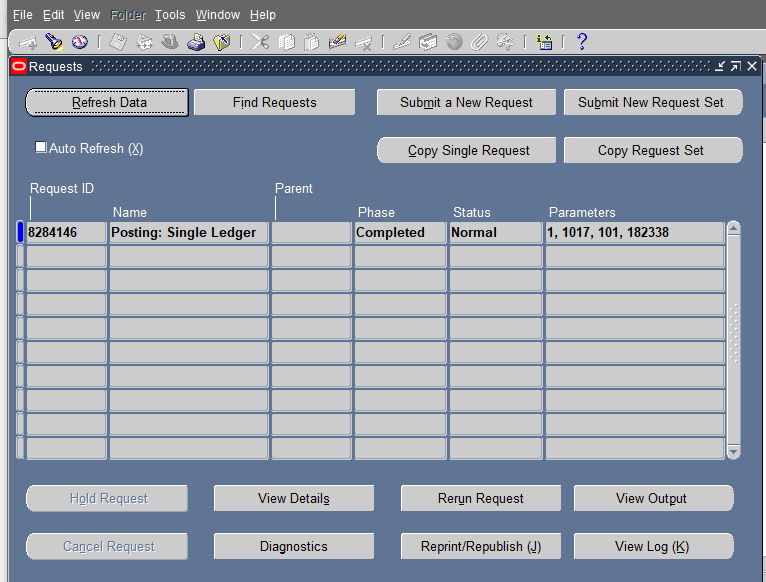 File Edit View Folder Tools Window Help
?
Requests
Refresh Data Find Requests Submit a New Request Submit New Request Set
Auto Refresh (X) Copy Single Request Copy Request Set
Request ID Parent
Name Phase Status Parameters
8284146 Posting: Single Ledger Completed Normal 1, 1017, 101, 182338
Hold Request View Details Rerun Request View Output
Cancel Request Diagnostics Reprint/Republish (J) View Log (K)